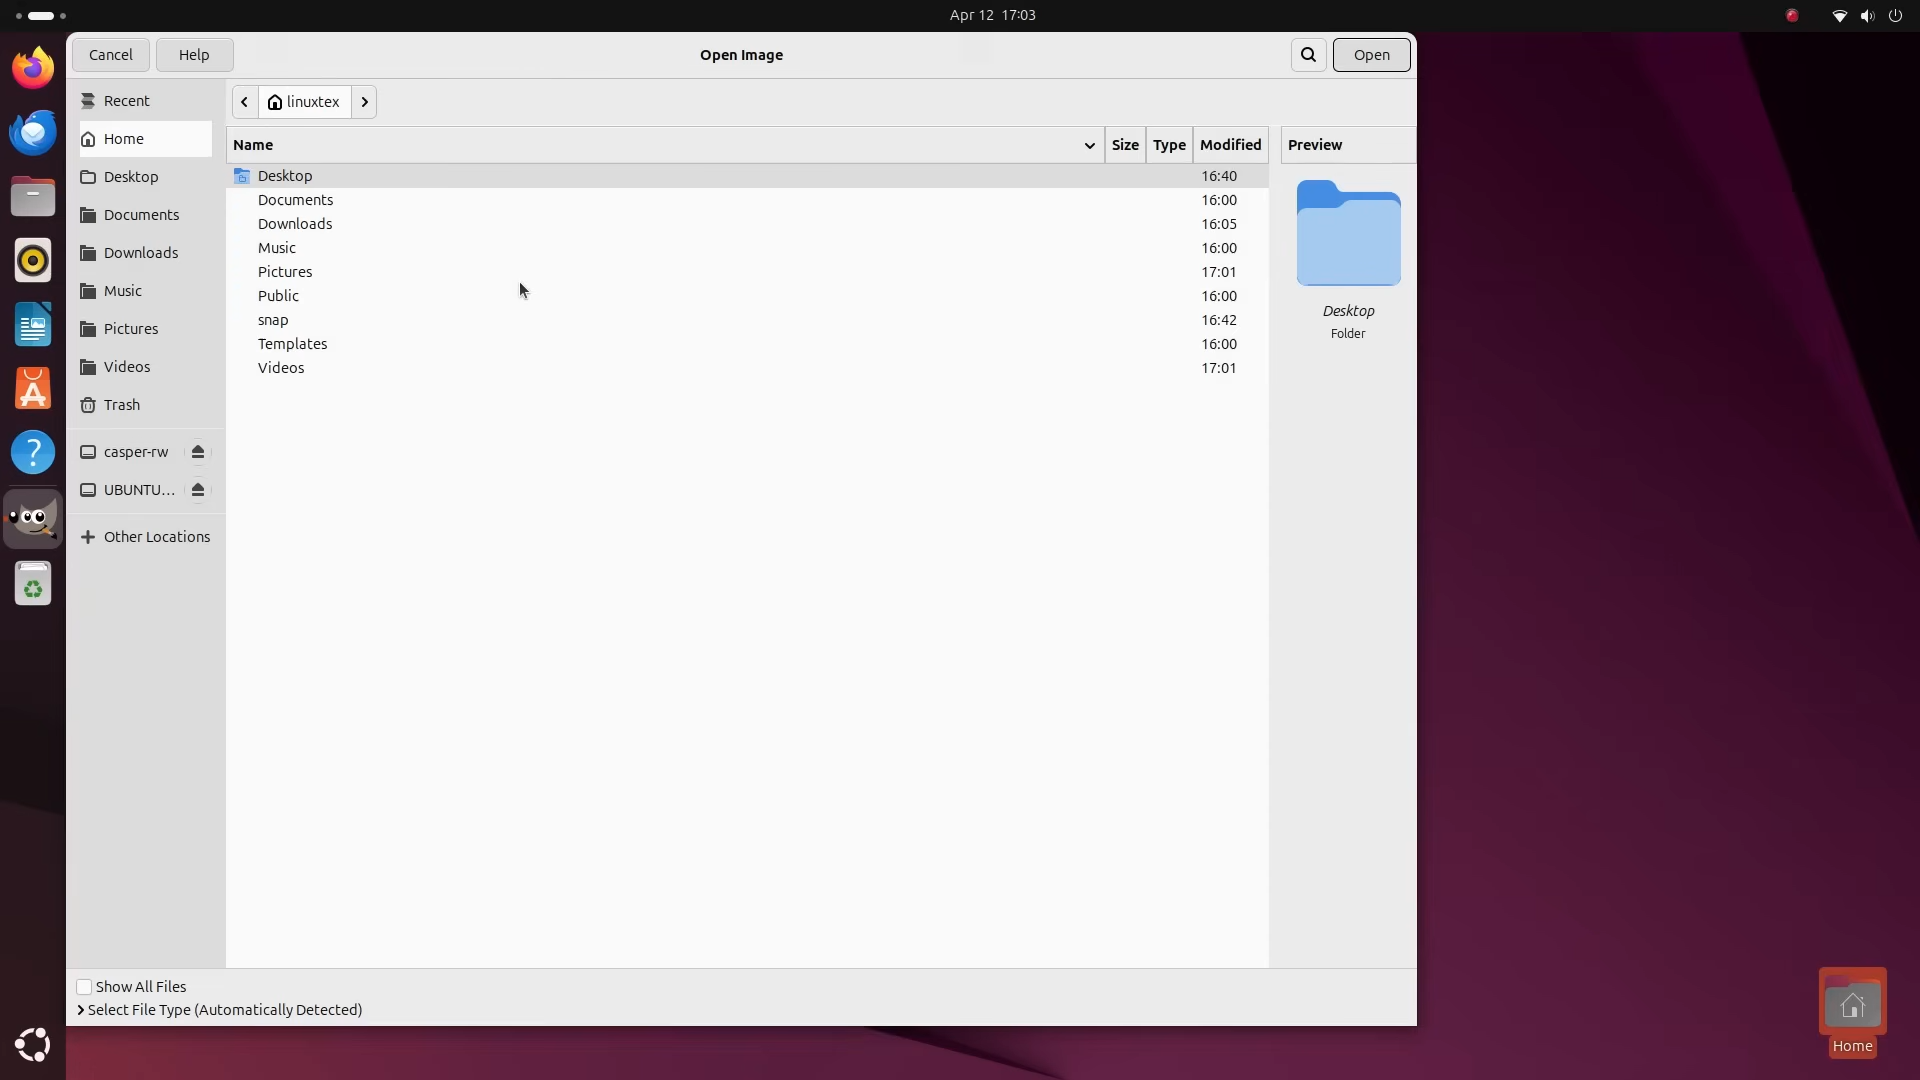 Apr 12 17:03
Cancel
Help
Open Image
Open
Recent
Home
Desktop
Documents
Downloads
Music
Pictures
Videos
Trash
casper-rw
UBUNTU...
Other Locations
linuxtex
Name
Size
Type
Modified
Preview
Desktop 16:40
Documents 16:00
Downloads 16:05
Music 16:00
Pictures 17:01
Public 16:00
snap 16:42
Templates 16:00
Videos 17:01
Desktop
Folder
Show All Files
Select File Type (Automatically Detected)
Home